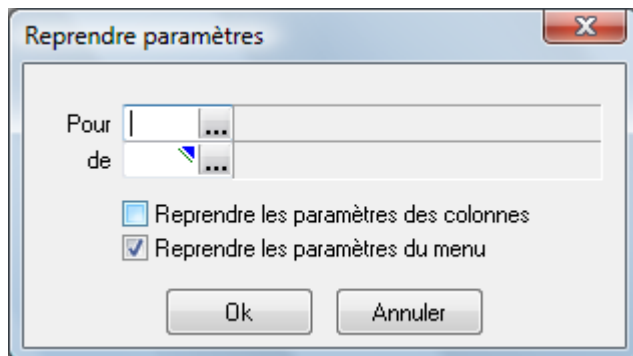 Reprendre paramètres
Pour ...
de ...
Reprendre les paramètres des colonnes
Reprendre les paramètres du menu
Ok Annuler